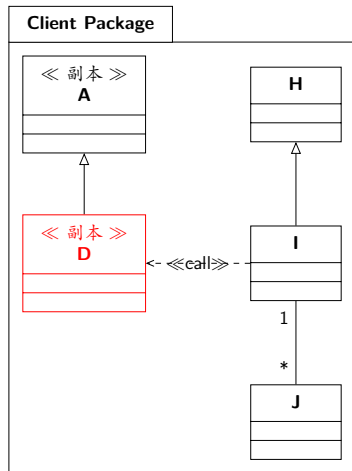 Client Package
≪ 副本 ≫
A
H
≪ 副本 ≫
D
≪call≫
I
1
*
J